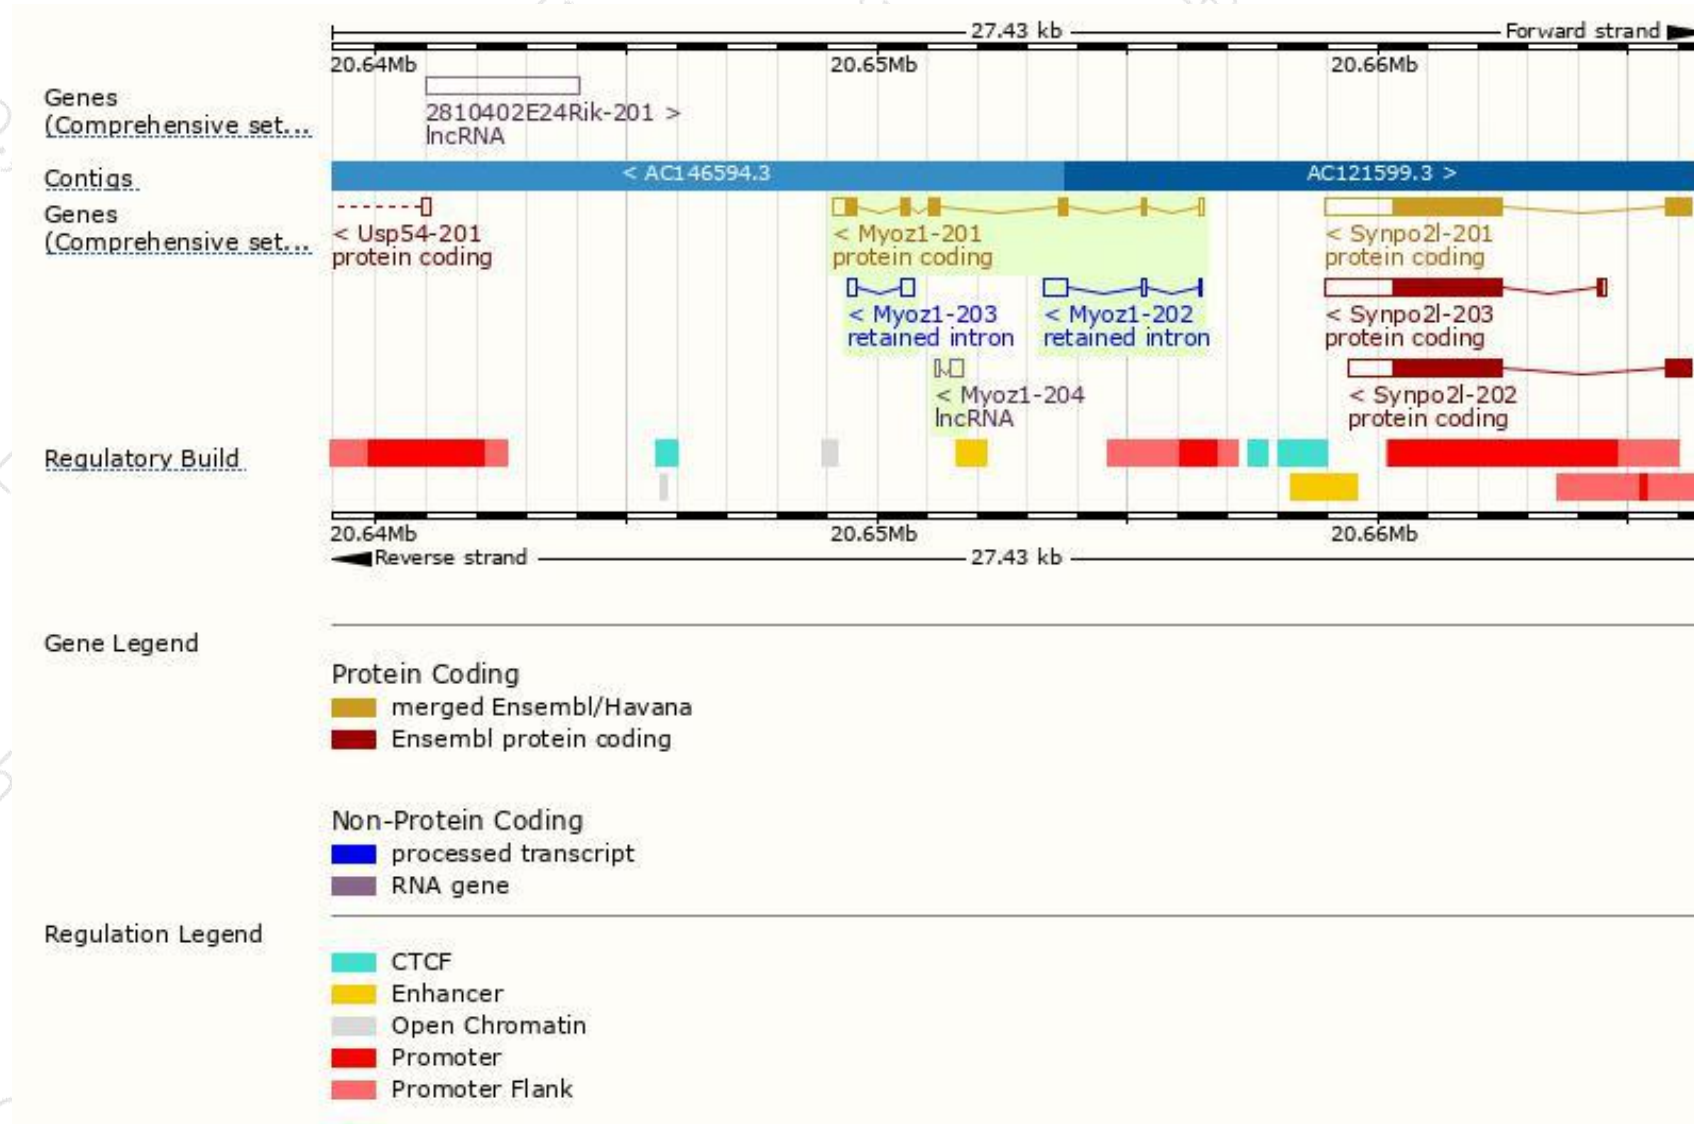 27.43 kb
Forward strand
20.64Mb 20.65Mb 20.66Mb
Genes
(Comprehensive set...
2810402E24Rik-201 >
lncRNA
Contigs
< AC146594.3 AC121599.3 >
Genes
(Comprehensive set...
< Usp54-201 < Myoz1-201 < Synpo2l-201
protein coding protein coding protein coding
< Myoz1-203 < Myoz1-202 < Synpo2l-203
retained intron retained intron protein coding
< Myoz1-204 < Synpo2l-202
lncRNA protein coding
Regulatory Build
20.64Mb 20.65Mb 20.66Mb
Reverse strand 27.43 kb
Gene Legend
Protein Coding
merged Ensembl/Havana
Ensembl protein coding
Non-Protein Coding
processed transcript
RNA gene
Regulation Legend
CTCF
Enhancer
Open Chromatin
Promoter
Promoter Flank